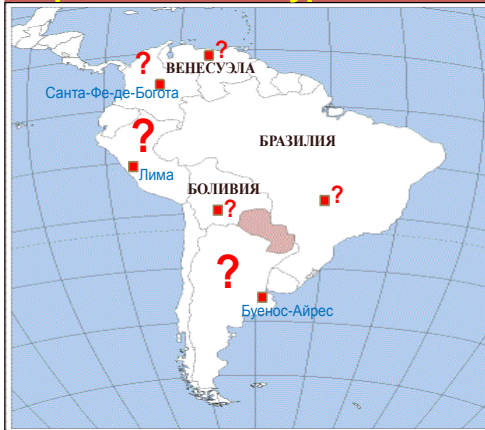 ?
?
ВЕНЕСУЭЛА
Санта-Фе-де-Богота
?
БРАЗИЛИЯ
Лима
БОЛИВИЯ
?
?
?
Буенос-Айрес